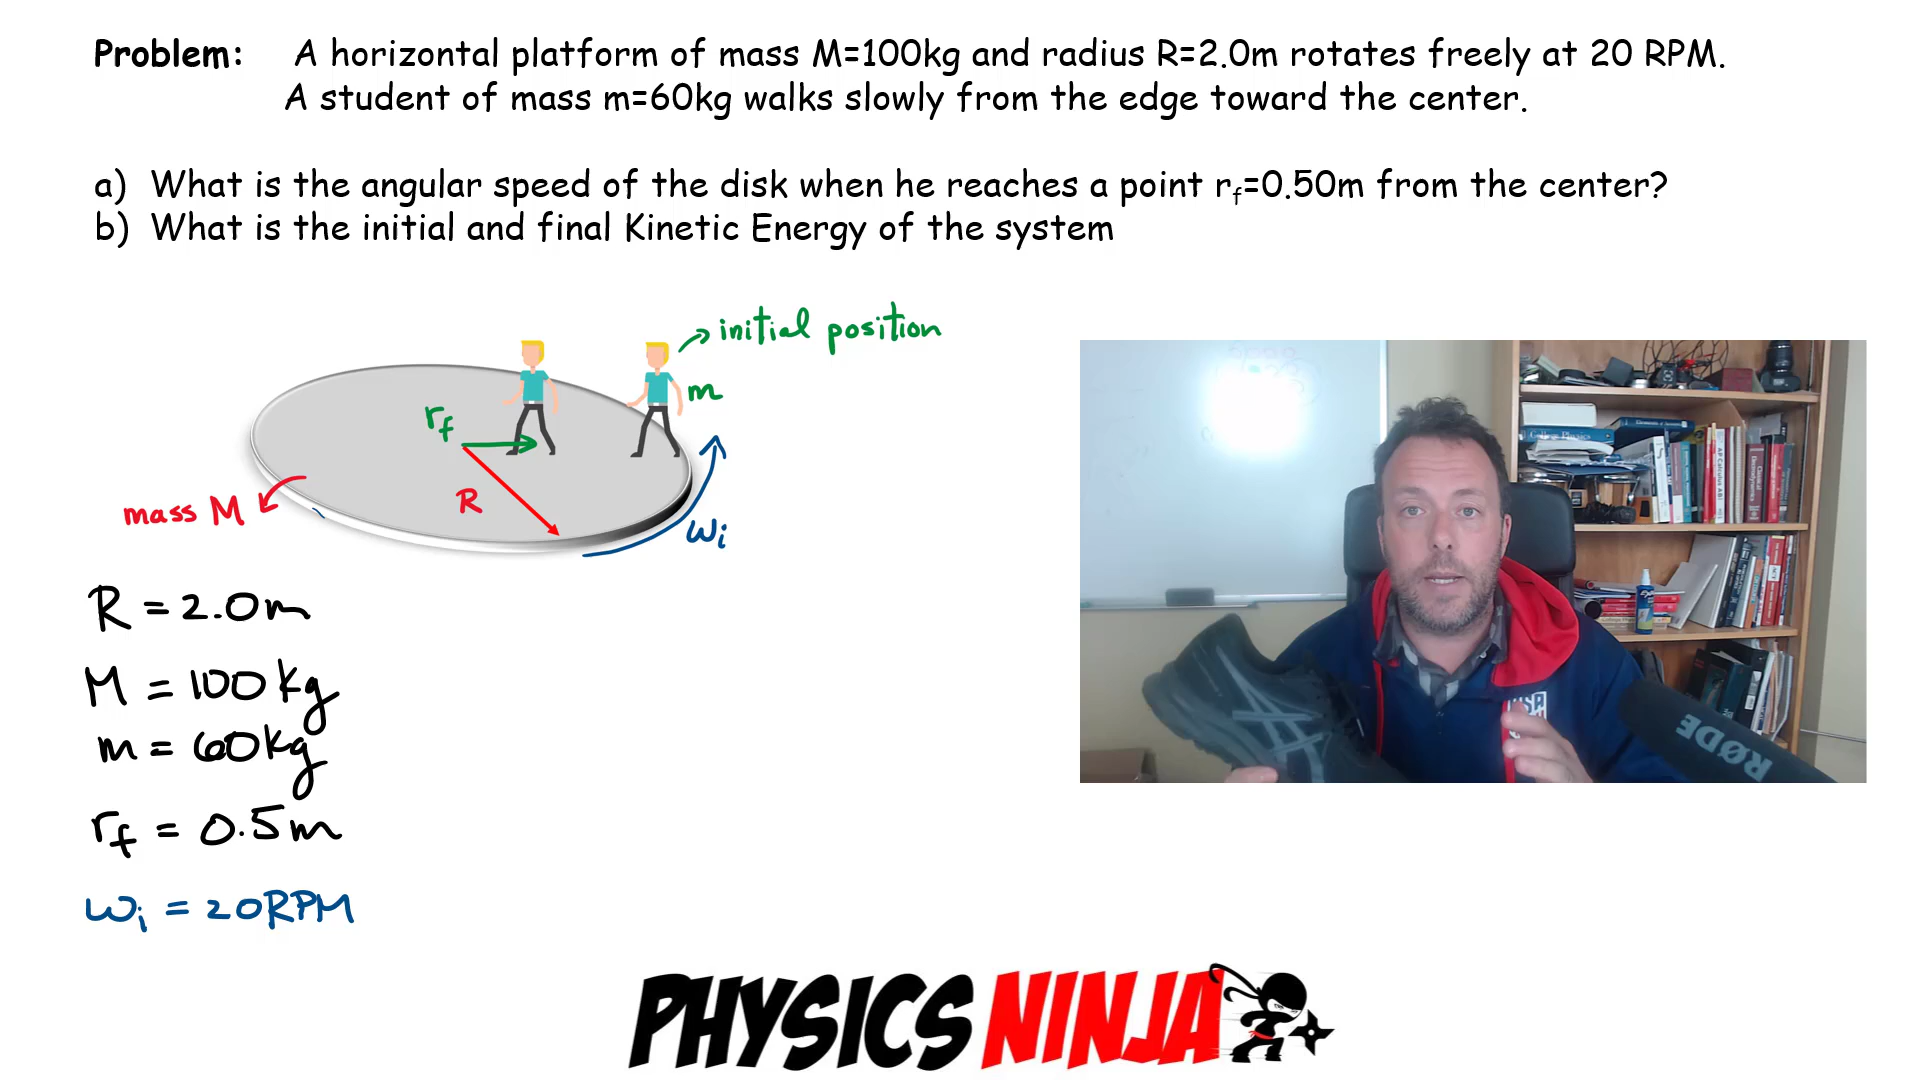 Problem: A horizontal platform of mass M=100kg and radius R=2.0m rotates freely at 20 RPM.
A student of mass m=60kg walks slowly from the edge toward the center.
a) What is the angular speed of the disk when he reaches a point rf=0.50m from the center?
b) What is the initial and final Kinetic Energy of the system
initial position
m
rf
R
mass M
ωi
R = 2.0m
M = 100kg
m = 60kg
rf = 0.5m
ωi = 20RPM
RØDE
PHYSICS NINJA